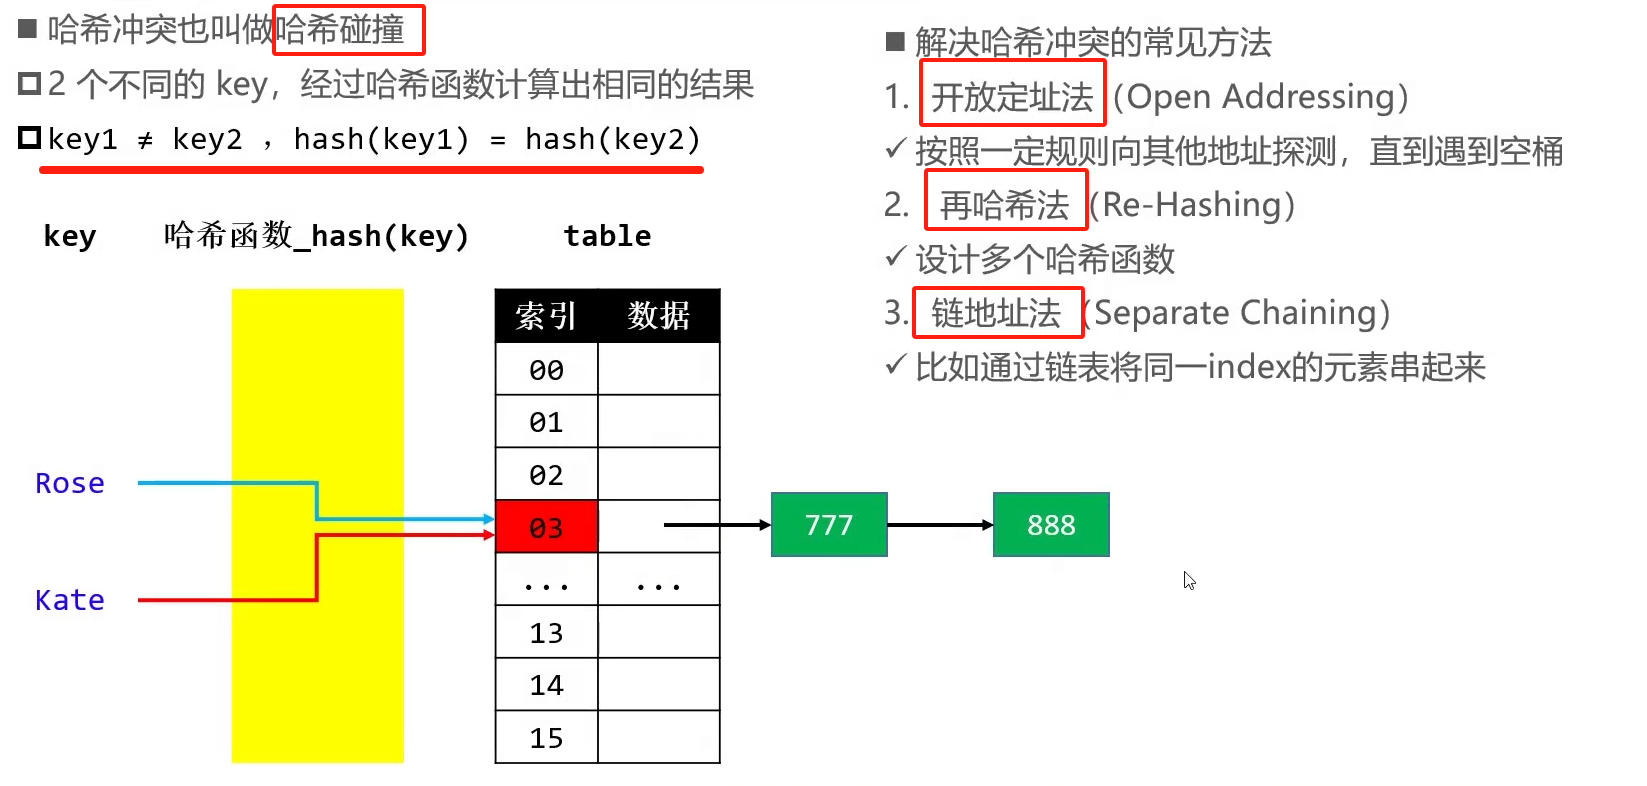 ■ 哈希冲突也叫做哈希碰撞
2 个不同的 key，经过哈希函数计算出相同的结果
key1 ≠ key2 ，hash(key1) = hash(key2)
key 哈希函数_hash(key) table
索引 数据
00
01
02
Rose
03
777
888
... ...
Kate
13
14
15
■ 解决哈希冲突的常见方法
1. 开放定址法（Open Addressing）
✓ 按照一定规则向其他地址探测，直到遇到空桶
2. 再哈希法（Re-Hashing）
✓ 设计多个哈希函数
3. 链地址法（Separate Chaining）
✓ 比如通过链表将同一index的元素串起来